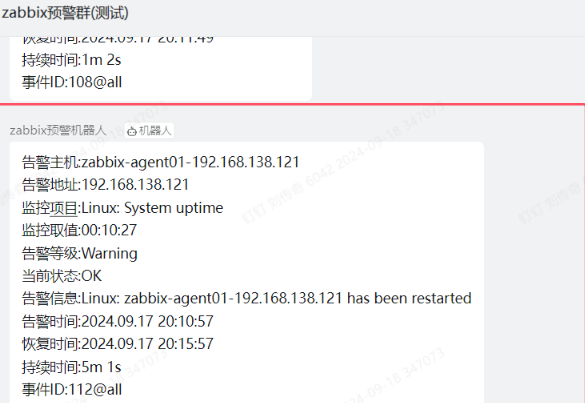 zabbix预警群(测试)
恢复时间:2024.09.17 20:11:49
持续时间:1m 2s
事件ID:108@all
zabbix预警机器人 机器人
告警主机:zabbix-agent01-192.168.138.121
告警地址:192.168.138.121
监控项目:Linux: System uptime
监控取值:00:10:27
告警等级:Warning
当前状态:OK
告警信息:Linux: zabbix-agent01-192.168.138.121 has been restarted
告警时间:2024.09.17 20:10:57
恢复时间:2024.09.17 20:15:57
持续时间:5m 1s
事件ID:112@all